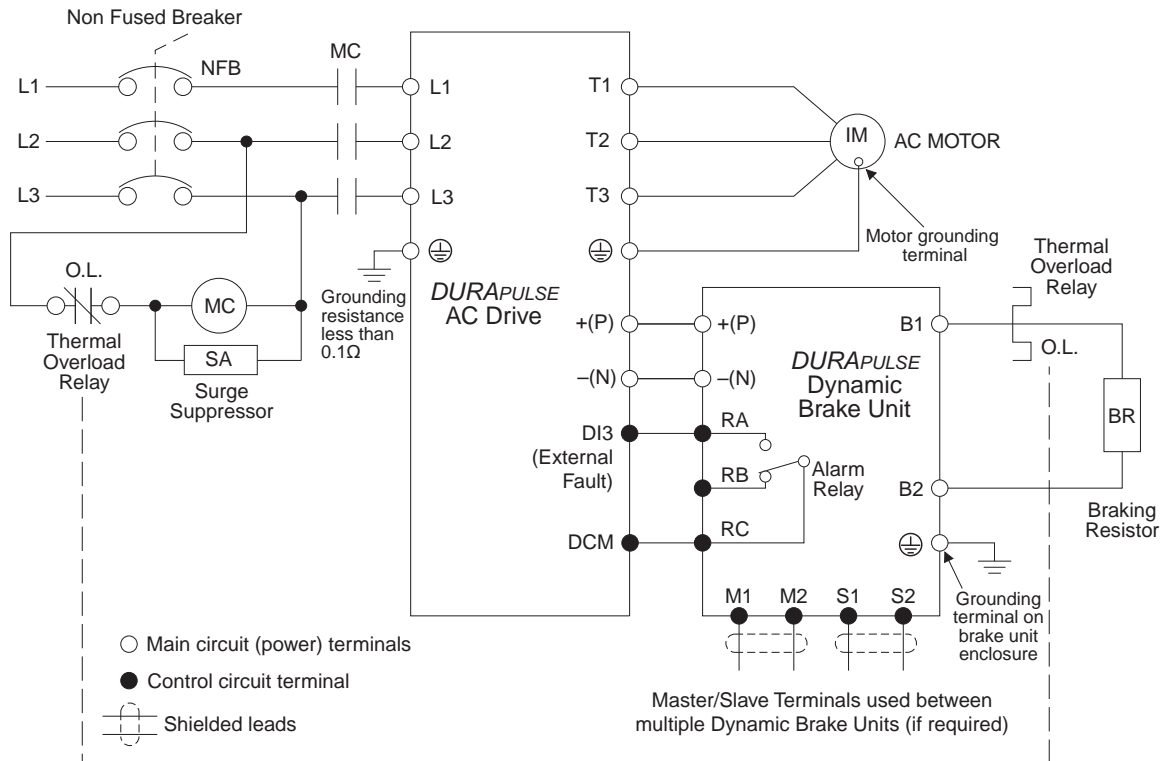 Non Fused Breaker
NFB
MC
L1
L2
L3
L1
L2
L3
T1
T2
T3
IM
AC MOTOR
Motor grounding
terminal
Grounding
resistance
less than
0.1Ω
O.L.
MC
SA
Thermal
Overload
Relay
Surge
Suppressor
DURAPULSE
AC Drive
+(P)
–(N)
DI3
(External
Fault)
DCM
+(P)
–(N)
RA
RB
RC
Alarm
Relay
DURAPULSE
Dynamic
Brake Unit
B1
B2
Thermal
Overload
Relay
O.L.
BR
Braking
Resistor
M1
M2
S1
S2
Grounding
terminal on
brake unit
enclosure
Main circuit (power) terminals
Control circuit terminal
Shielded leads
Master/Slave Terminals used between
multiple Dynamic Brake Units (if required)